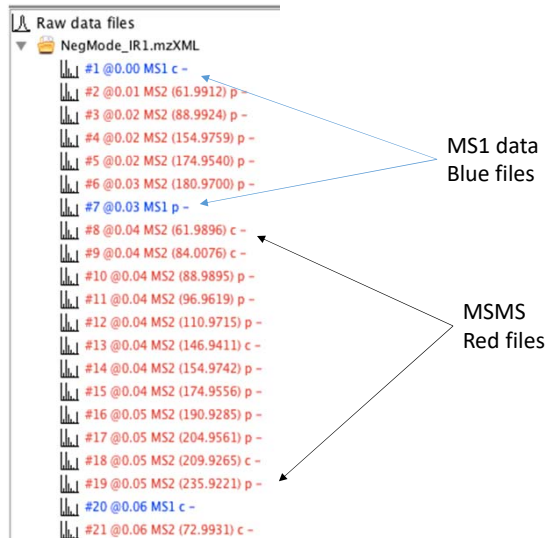 Raw data files
NegMode_IR1.mzXML
#1 @0.00 MS1 c –
#2 @0.01 MS2 (61.9912) p –
#3 @0.02 MS2 (88.9924) p –
#4 @0.02 MS2 (154.9759) p –
#5 @0.02 MS2 (174.9540) p –
#6 @0.03 MS2 (180.9700) p –
#7 @0.03 MS1 p –
#8 @0.04 MS2 (61.9896) c –
#9 @0.04 MS2 (84.0076) c –
#10 @0.04 MS2 (88.9895) p –
#11 @0.04 MS2 (96.9619) p –
#12 @0.04 MS2 (110.9715) p –
#13 @0.04 MS2 (146.9411) c –
#14 @0.04 MS2 (154.9742) p –
#15 @0.04 MS2 (174.9556) p –
#16 @0.05 MS2 (190.9285) p –
#17 @0.05 MS2 (204.9561) p –
#18 @0.05 MS2 (209.9265) c –
#19 @0.05 MS2 (235.9221) p –
#20 @0.06 MS1 c –
#21 @0.06 MS2 (72.9931) c –
MS1 data
Blue files
MSMS
Red files